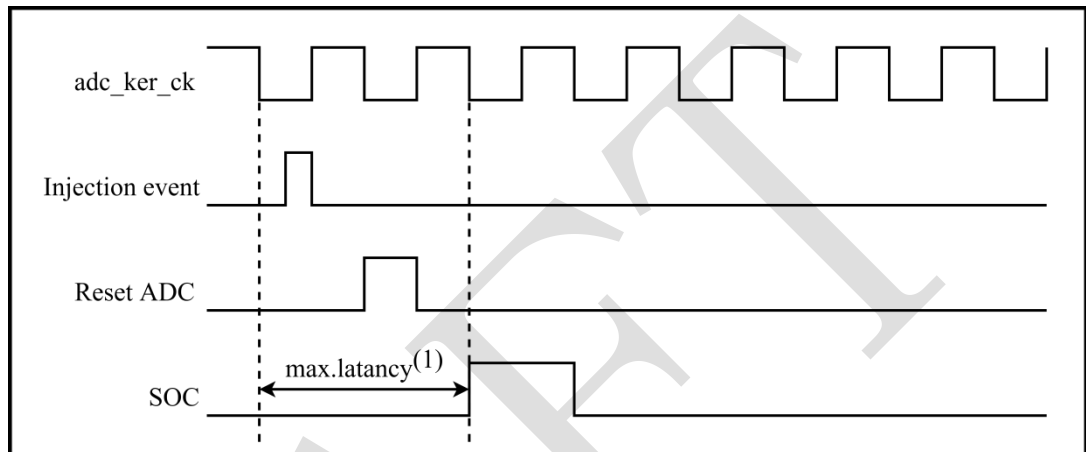 adc_ker_ck
Injection event
Reset ADC
max.latancy(1)
SOC